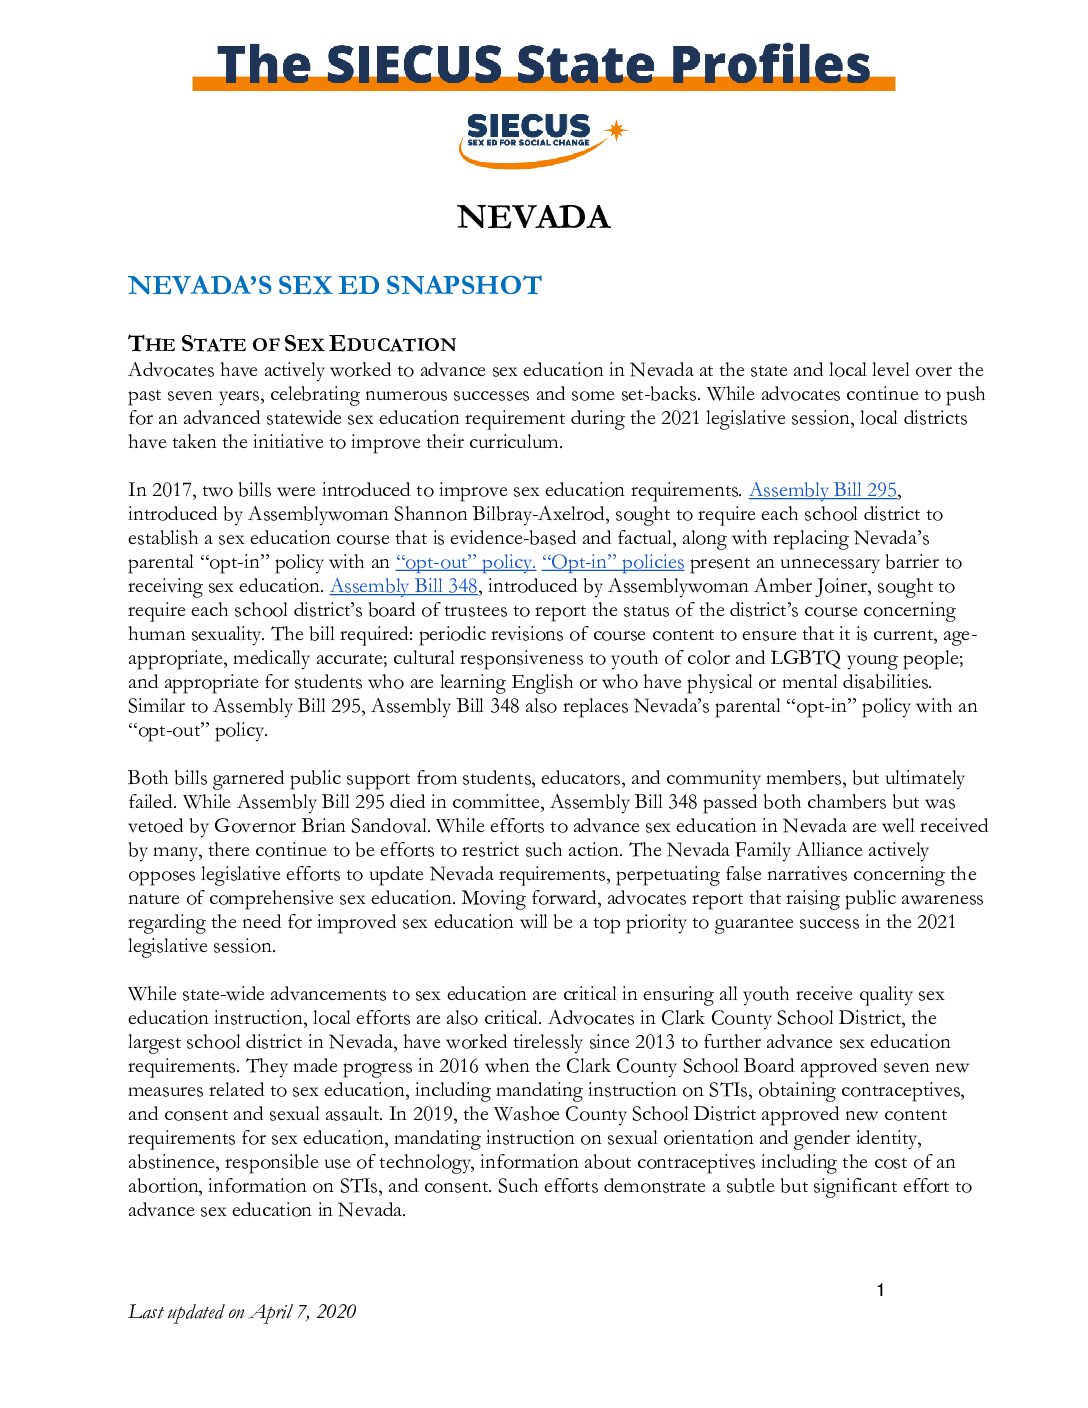 The SIECUS State Profiles
SIECUS
SEX ED FOR SOCIAL CHANGE
NEVADA
NEVADA’S SEX ED SNAPSHOT
THE STATE OF SEX EDUCATION
Advocates have actively worked to advance sex education in Nevada at the state and local level over the
past seven years, celebrating numerous successes and some set-backs. While advocates continue to push
for an advanced statewide sex education requirement during the 2021 legislative session, local districts
have taken the initiative to improve their curriculum.
In 2017, two bills were introduced to improve sex education requirements. Assembly Bill 295,
introduced by Assemblywoman Shannon Bilbray-Axelrod, sought to require each school district to
establish a sex education course that is evidence-based and factual, along with replacing Nevada’s
parental “opt-in” policy with an “opt-out” policy. “Opt-in” policies present an unnecessary barrier to
receiving sex education. Assembly Bill 348, introduced by Assemblywoman Amber Joiner, sought to
require each school district’s board of trustees to report the status of the district’s course concerning
human sexuality. The bill required: periodic revisions of course content to ensure that it is current, age-
appropriate, medically accurate; cultural responsiveness to youth of color and LGBTQ young people;
and appropriate for students who are learning English or who have physical or mental disabilities.
Similar to Assembly Bill 295, Assembly Bill 348 also replaces Nevada’s parental “opt-in” policy with an
“opt-out” policy.
Both bills garnered public support from students, educators, and community members, but ultimately
failed. While Assembly Bill 295 died in committee, Assembly Bill 348 passed both chambers but was
vetoed by Governor Brian Sandoval. While efforts to advance sex education in Nevada are well received
by many, there continue to be efforts to restrict such action. The Nevada Family Alliance actively
opposes legislative efforts to update Nevada requirements, perpetuating false narratives concerning the
nature of comprehensive sex education. Moving forward, advocates report that raising public awareness
regarding the need for improved sex education will be a top priority to guarantee success in the 2021
legislative session.
While state-wide advancements to sex education are critical in ensuring all youth receive quality sex
education instruction, local efforts are also critical. Advocates in Clark County School District, the
largest school district in Nevada, have worked tirelessly since 2013 to further advance sex education
requirements. They made progress in 2016 when the Clark County School Board approved seven new
measures related to sex education, including mandating instruction on STIs, obtaining contraceptives,
and consent and sexual assault. In 2019, the Washoe County School District approved new content
requirements for sex education, mandating instruction on sexual orientation and gender identity,
abstinence, responsible use of technology, information about contraceptives including the cost of an
abortion, information on STIs, and consent. Such efforts demonstrate a subtle but significant effort to
advance sex education in Nevada.
1
Last updated on April 7, 2020